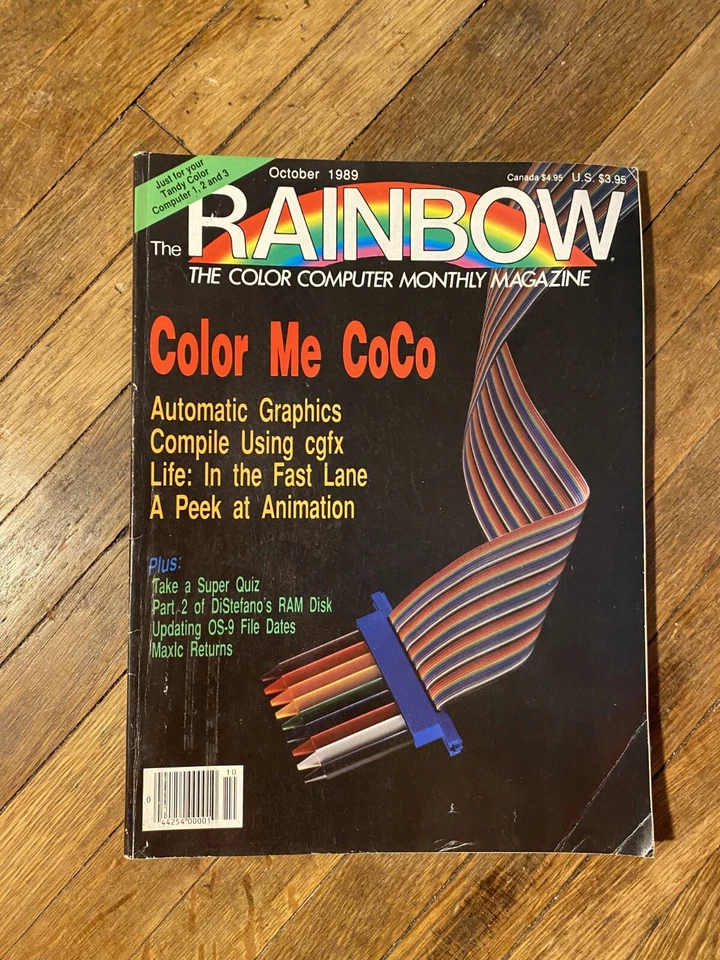 Just for your
Tandy Color
Computer 1, 2 and 3
October 1989
Canada $4.95 U.S. $3.95
The RAINBOW
THE COLOR COMPUTER MONTHLY MAGAZINE
Color Me CoCo
Automatic Graphics
Compile Using cgfx
Life: In the Fast Lane
A Peek at Animation
Plus:
Take a Super Quiz
Part 2 of DiStefano's RAM Disk
Updating OS-9 File Dates
MaxIc Returns
10
0
44254 00001